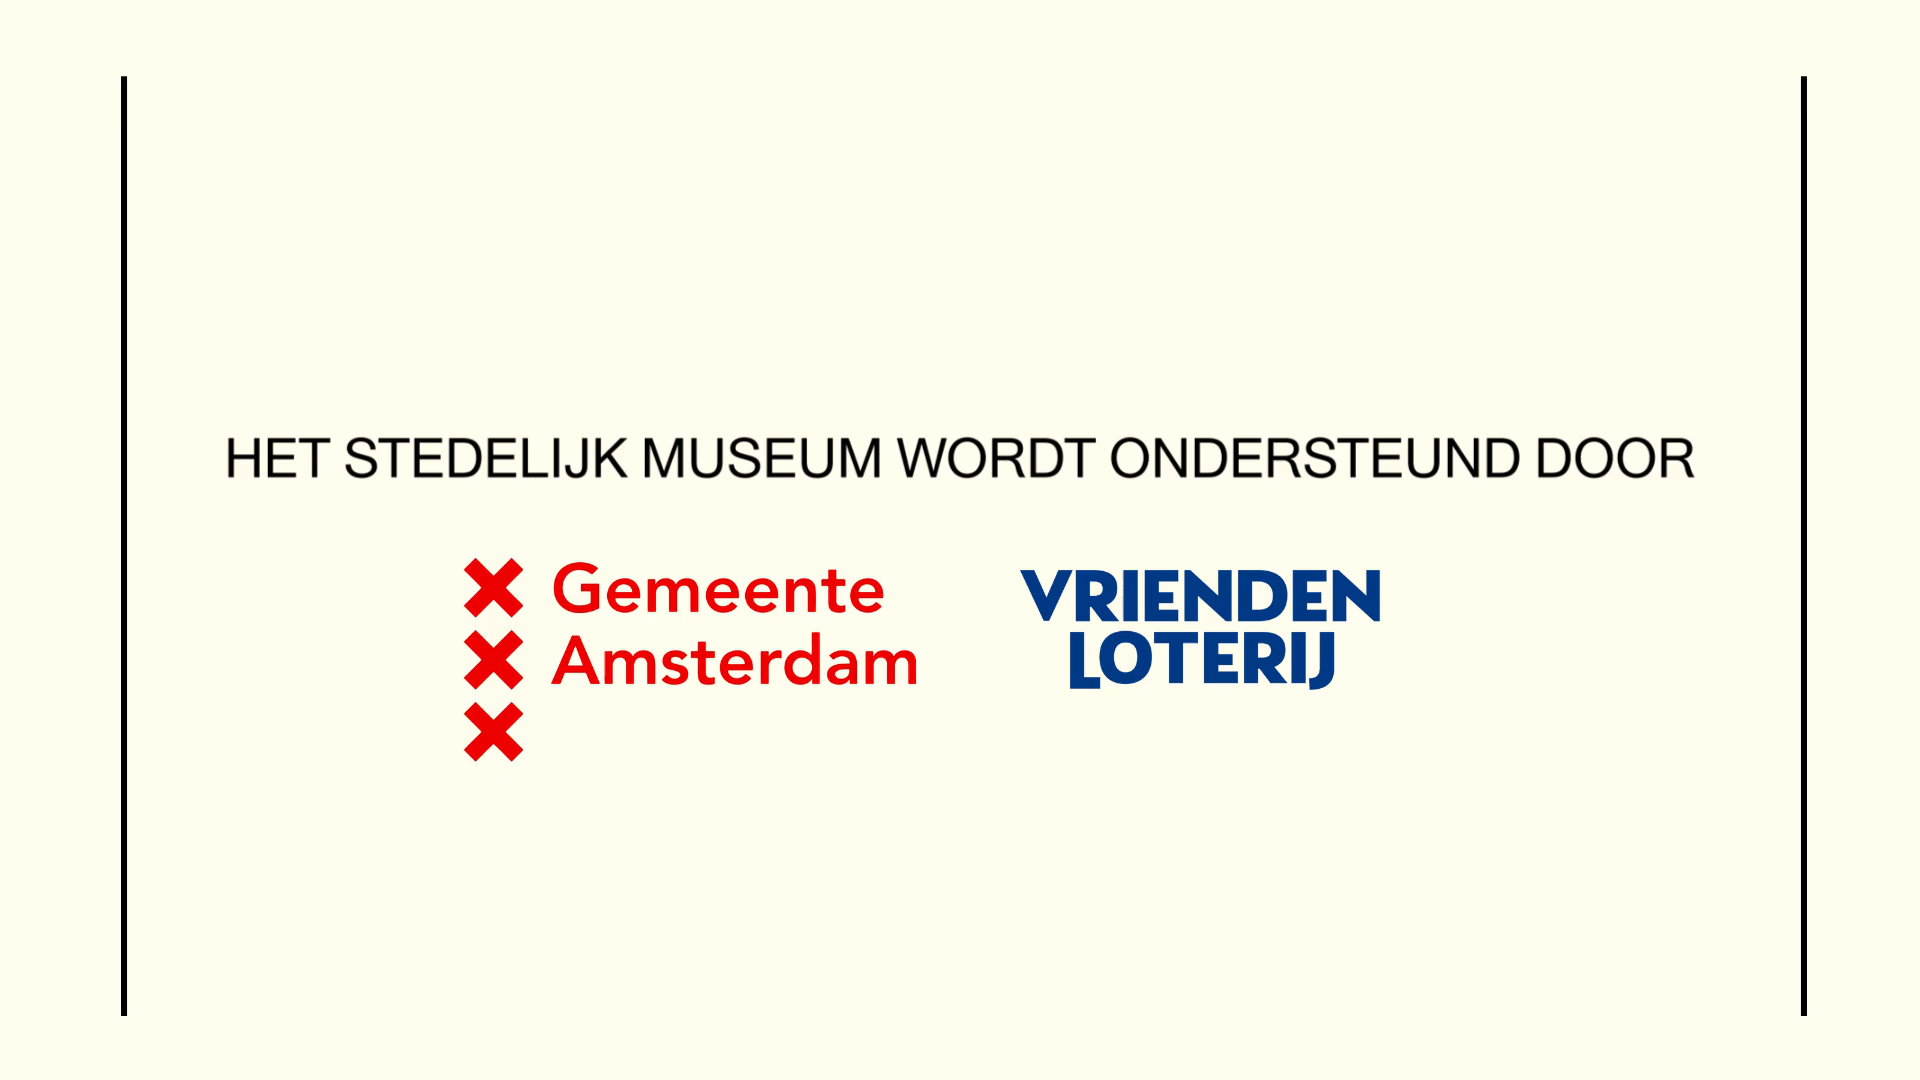 HET STEDELIJK MUSEUM WORDT ONDERSTEUND DOOR
Gemeente
Amsterdam
VRIENDEN
LOTERIJ